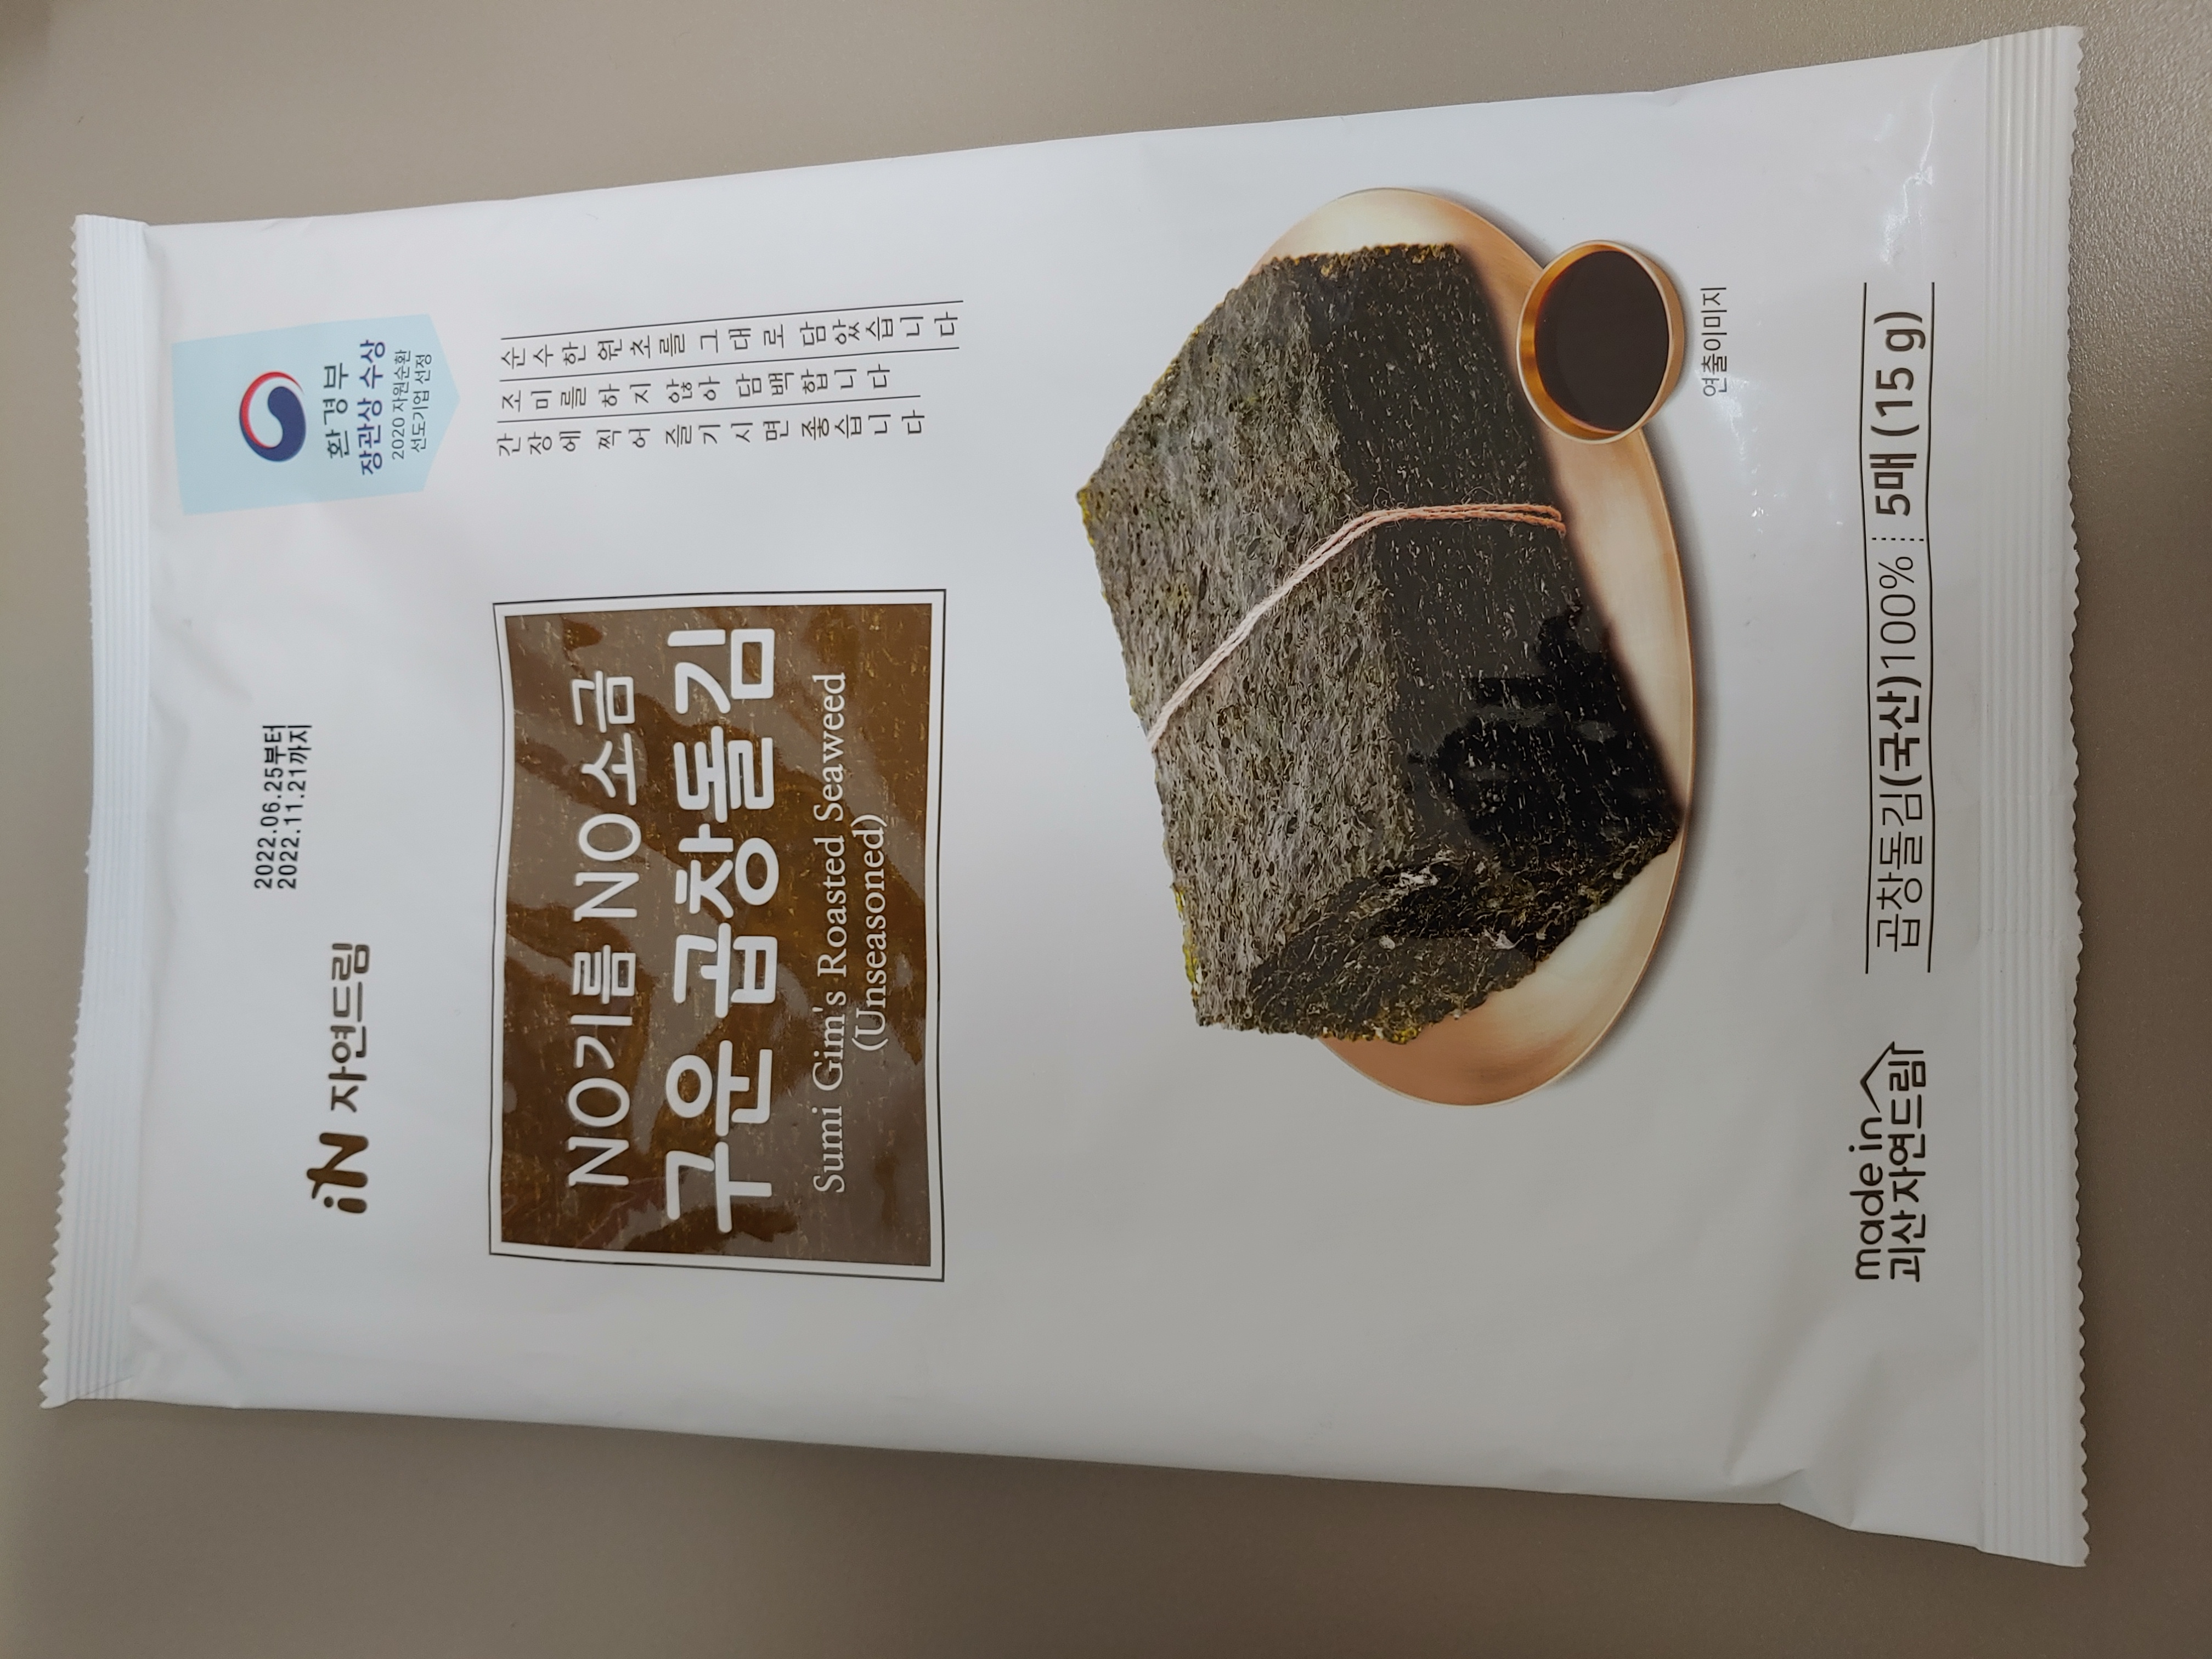 iN 자연드림
2022.06.25부터
2022.11.21까지
환경부
장관상 수상
2020 자원순환
선도기업 선정
NO기름 NO소금
구운 곱창돌김
Sumi Gim's Roasted Seaweed
(Unseasoned)
순수한 원초를 그대로 담았습니다
조미를 하지 않아 담백합니다
간장에 찍어 즐기시면 좋습니다
연출이미지
made in
괴산자연드림
곱창돌김(국산)100% 5매 (15 g)